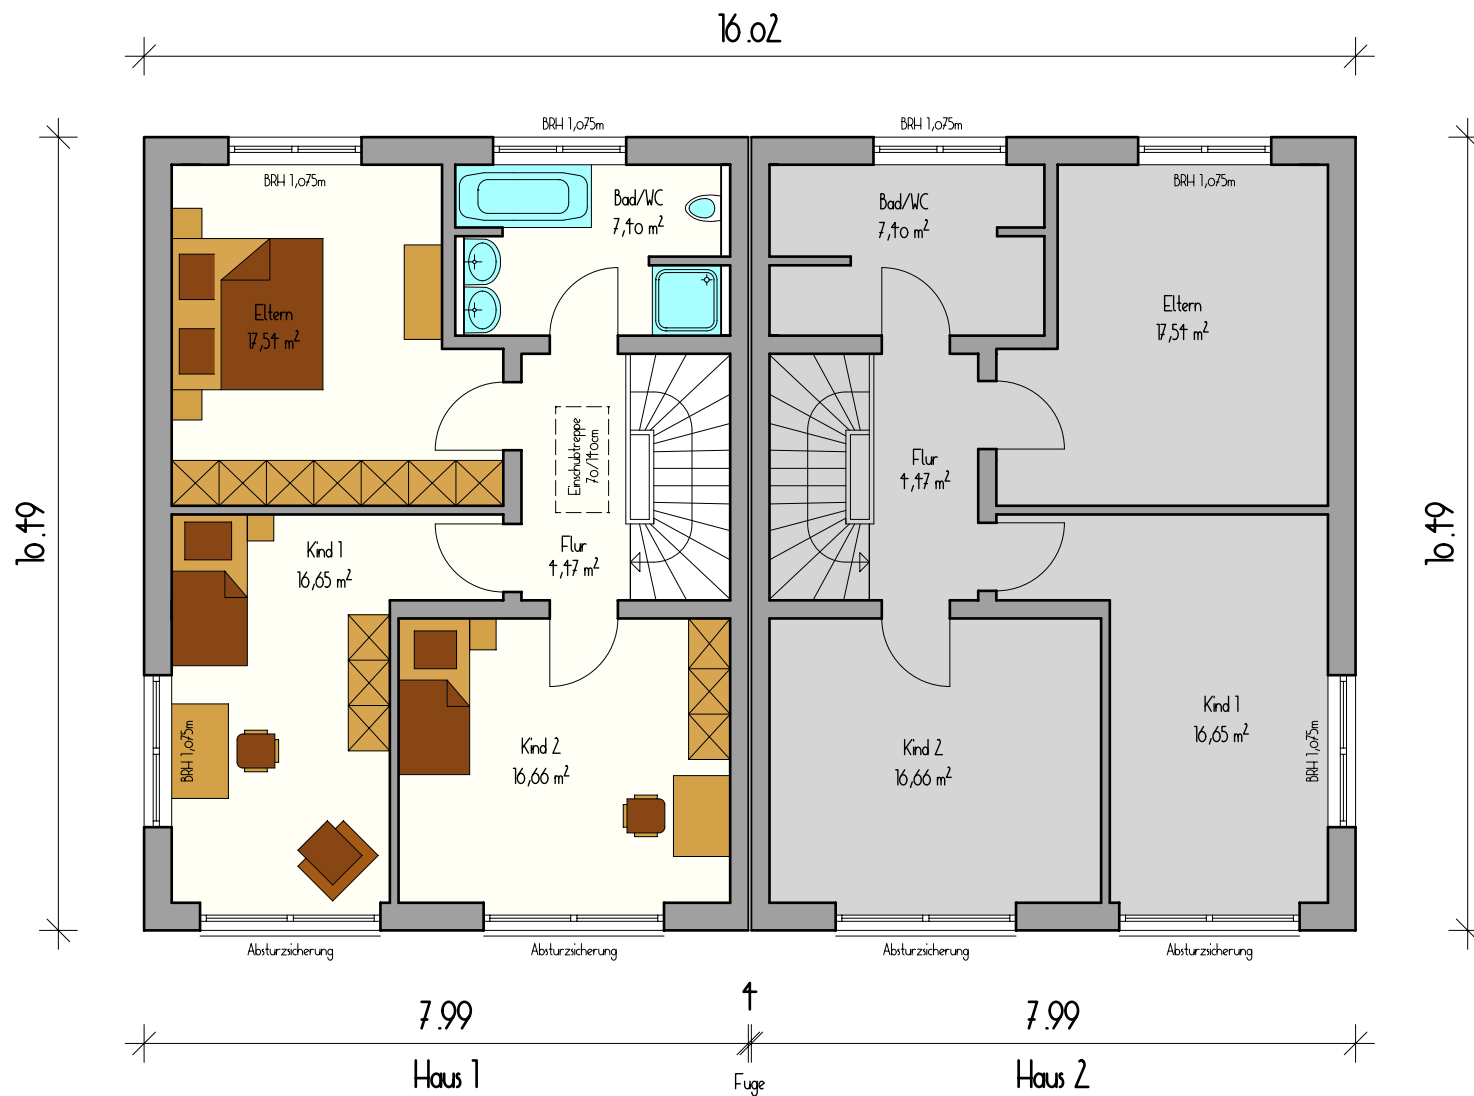 16.02
BRH 1,075m
BRH 1,075m
BRH 1,075m
BRH 1,075m
Bad/WC
7,40 m²
Bad/WC
7,40 m²
Eltern
17,54 m²
Eltern
17,54 m²
Einschubtreppe
70/140cm
Flur
4,47 m²
10.49
10.49
Kind 1
16,65 m²
Flur
4,47 m²
BRH 1,075m
Kind 2
16,66 m²
Kind 2
16,66 m²
Kind 1
16,65 m²
BRH 1,075m
Absturzsicherung
Absturzsicherung
Absturzsicherung
Absturzsicherung
7.99
4
7.99
Haus 1
Fuge
Haus 2